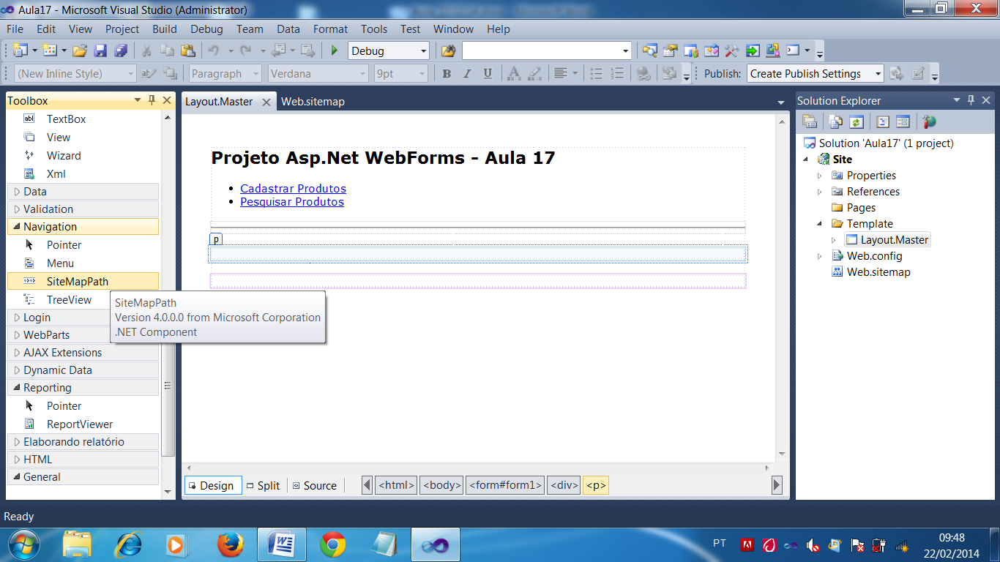 Aula17 - Microsoft Visual Studio (Administrator)
File Edit View Project Build Debug Team Data Format Tools Test Window Help
Debug
(New Inline Style) Paragraph Verdana 9pt B I U A Publish: Create Publish Settings
Toolbox
TextBox
View
Wizard
Xml
Data
Validation
Navigation
Pointer
Menu
SiteMapPath
TreeView
Login
WebParts
AJAX Extensions
Dynamic Data
Reporting
Pointer
ReportViewer
Elaborando relatório
HTML
General
SiteMapPath
Version 4.0.0.0 from Microsoft Corporation
.NET Component
Layout.Master Web.sitemap
Projeto Asp.Net WebForms - Aula 17
Cadastrar Produtos
Pesquisar Produtos
p
Design Split Source <html> <body> <form#form1> <div> <p>
Solution Explorer
Solution 'Aula17' (1 project)
Site
Properties
References
Pages
Template
Layout.Master
Web.config
Web.sitemap
Ready
PT
09:48
22/02/2014